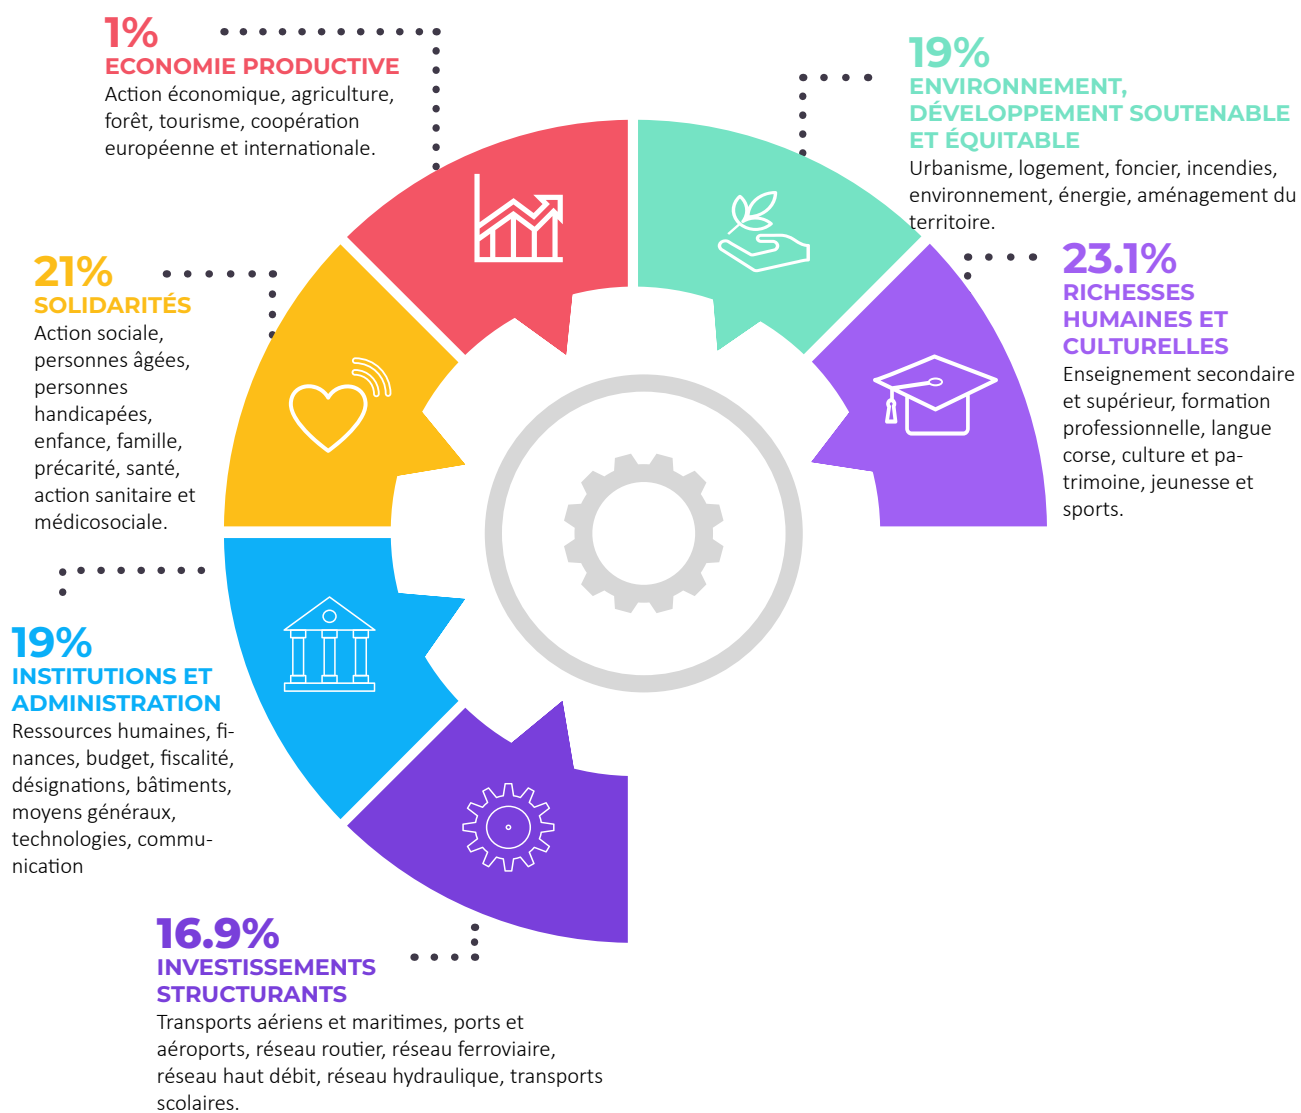 1%
ECONOMIE PRODUCTIVE
Action économique, agriculture,
forêt, tourisme, coopération
européenne et internationale.
19%
ENVIRONNEMENT,
DÉVELOPPEMENT SOUTENABLE
ET ÉQUITABLE
Urbanisme, logement, foncier, incendies,
environnement, énergie, aménagement du
territoire.
21%
SOLIDARITÉS
Action sociale,
personnes âgées,
personnes
handicapées,
enfance, famille,
précarité, santé,
action sanitaire et
médicosociale.
23.1%
RICHESSES
HUMAINES ET
CULTURELLES
Enseignement secondaire
et supérieur, formation
professionnelle, langue
corse, culture et pa-
trimoine, jeunesse et
sports.
19%
INSTITUTIONS ET
ADMINISTRATION
Ressources humaines, fi-
nances, budget, fiscalité,
désignations, bâtiments,
moyens généraux,
technologies, commu-
nication
16.9%
INVESTISSEMENTS
STRUCTURANTS
Transports aériens et maritimes, ports et
aéroports, réseau routier, réseau ferroviaire,
réseau haut débit, réseau hydraulique, transports
scolaires.